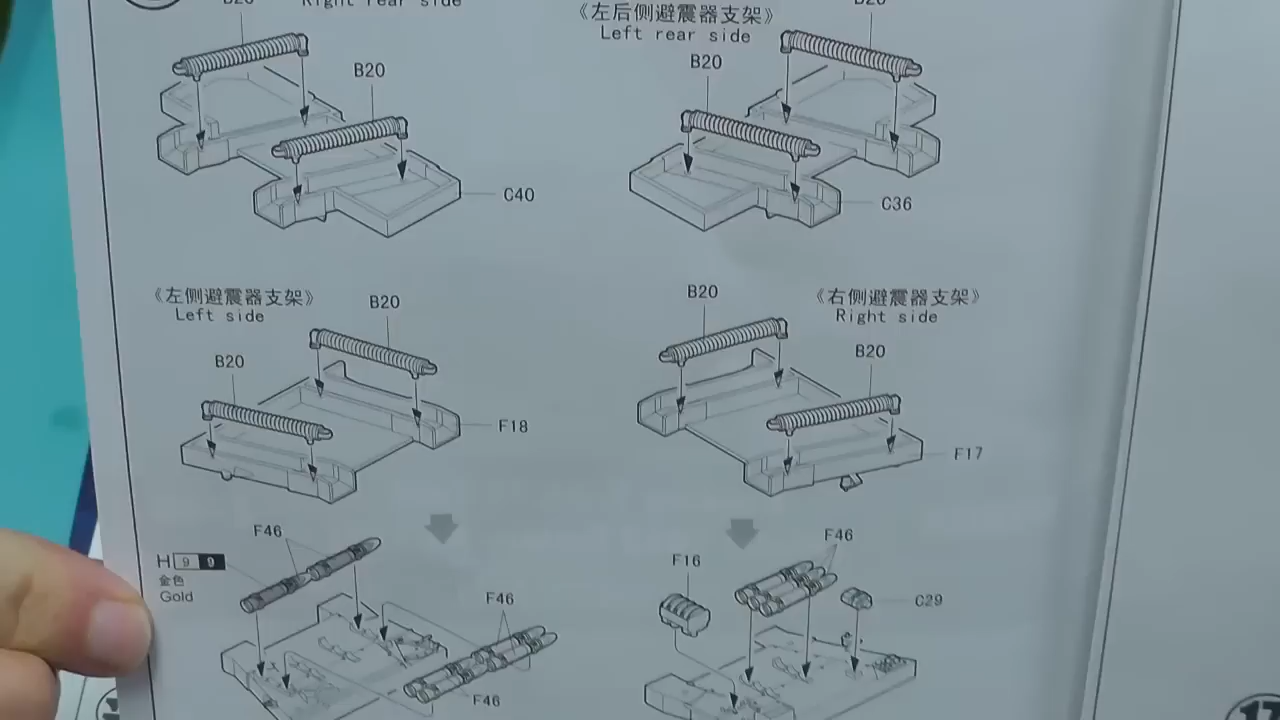 B20
Right rear side
《左后侧避震器支架》
Left rear side
B20
B20
B20
C40
C36
《左侧避震器支架》
Left side
B20
B20
F18
B20
《右侧避震器支架》
Right side
B20
F17
F46
H 9 9
金色
Gold
F46
F46
F16
F46
C29
17